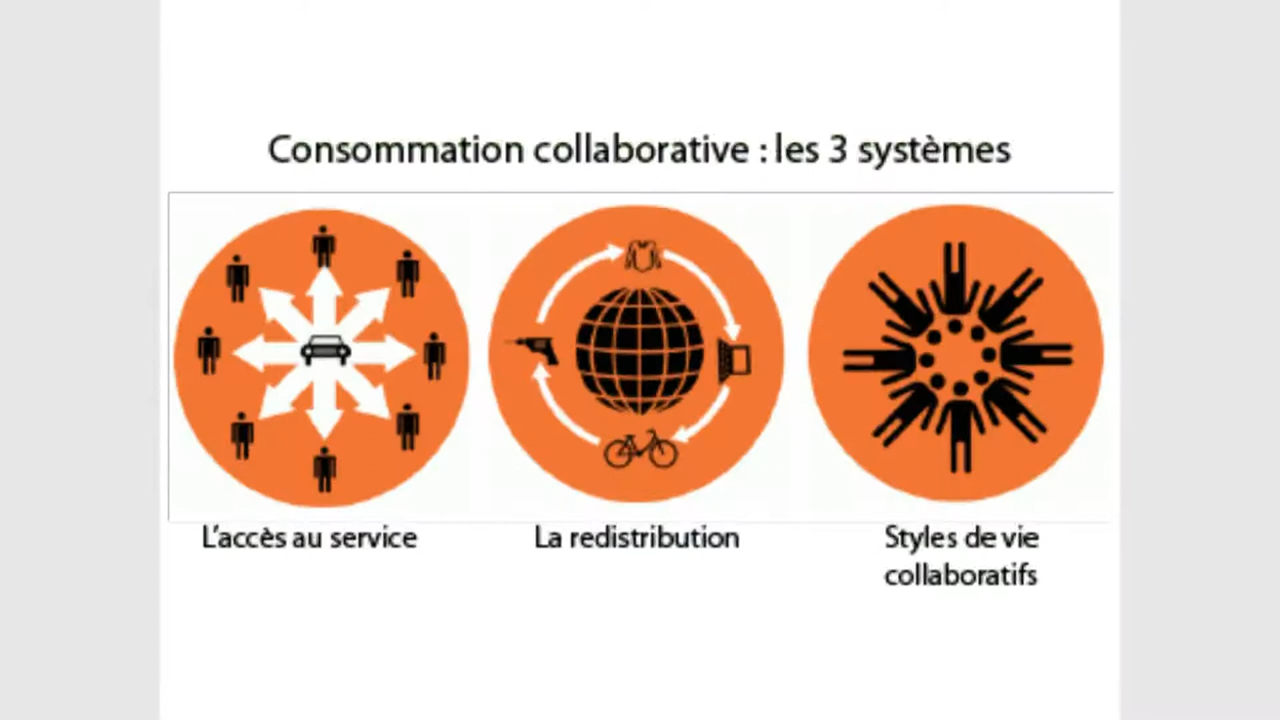 Consommation collaborative : les 3 systèmes
L'accès au service
La redistribution
Styles de vie
collaboratifs